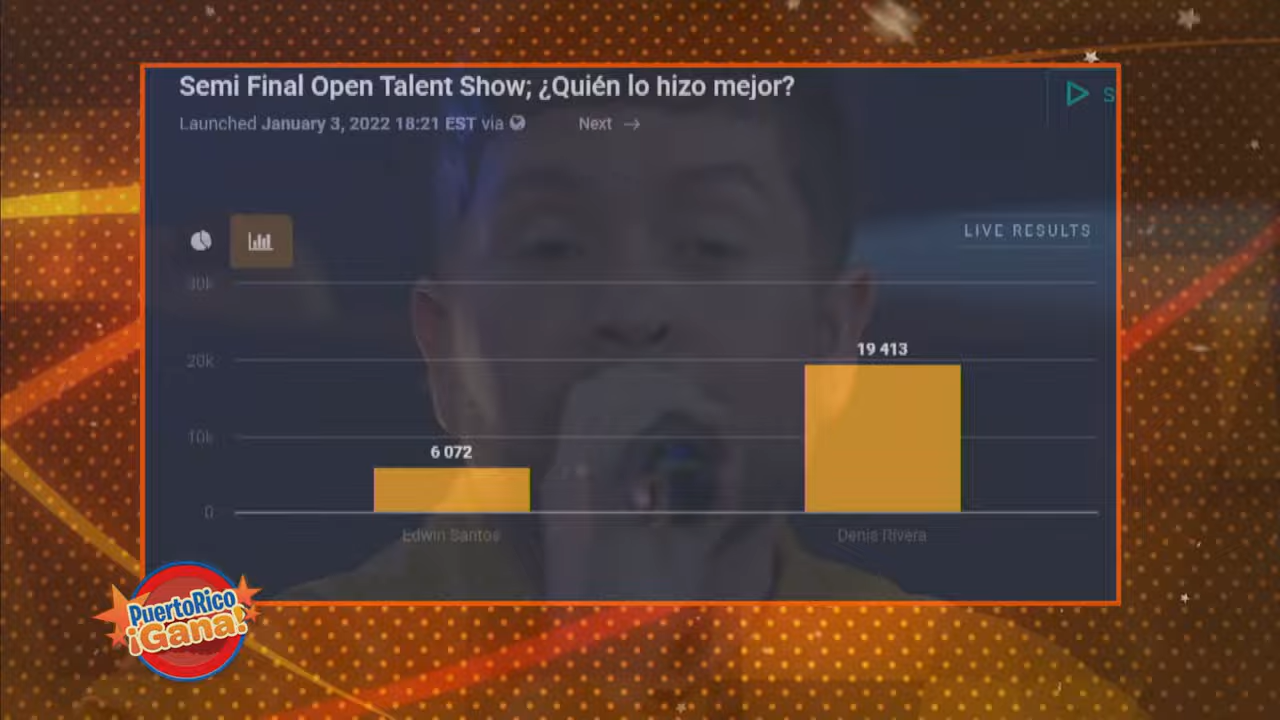 Semi Final Open Talent Show; ¿Quién lo hizo mejor?
Launched January 3, 2022 18:21 EST via
Next →
S
LIVE RESULTS
30k
20k
19 413
10k
6 072
0
Edwin Santos
Denis Rivera
PuertoRico
¡Gana!